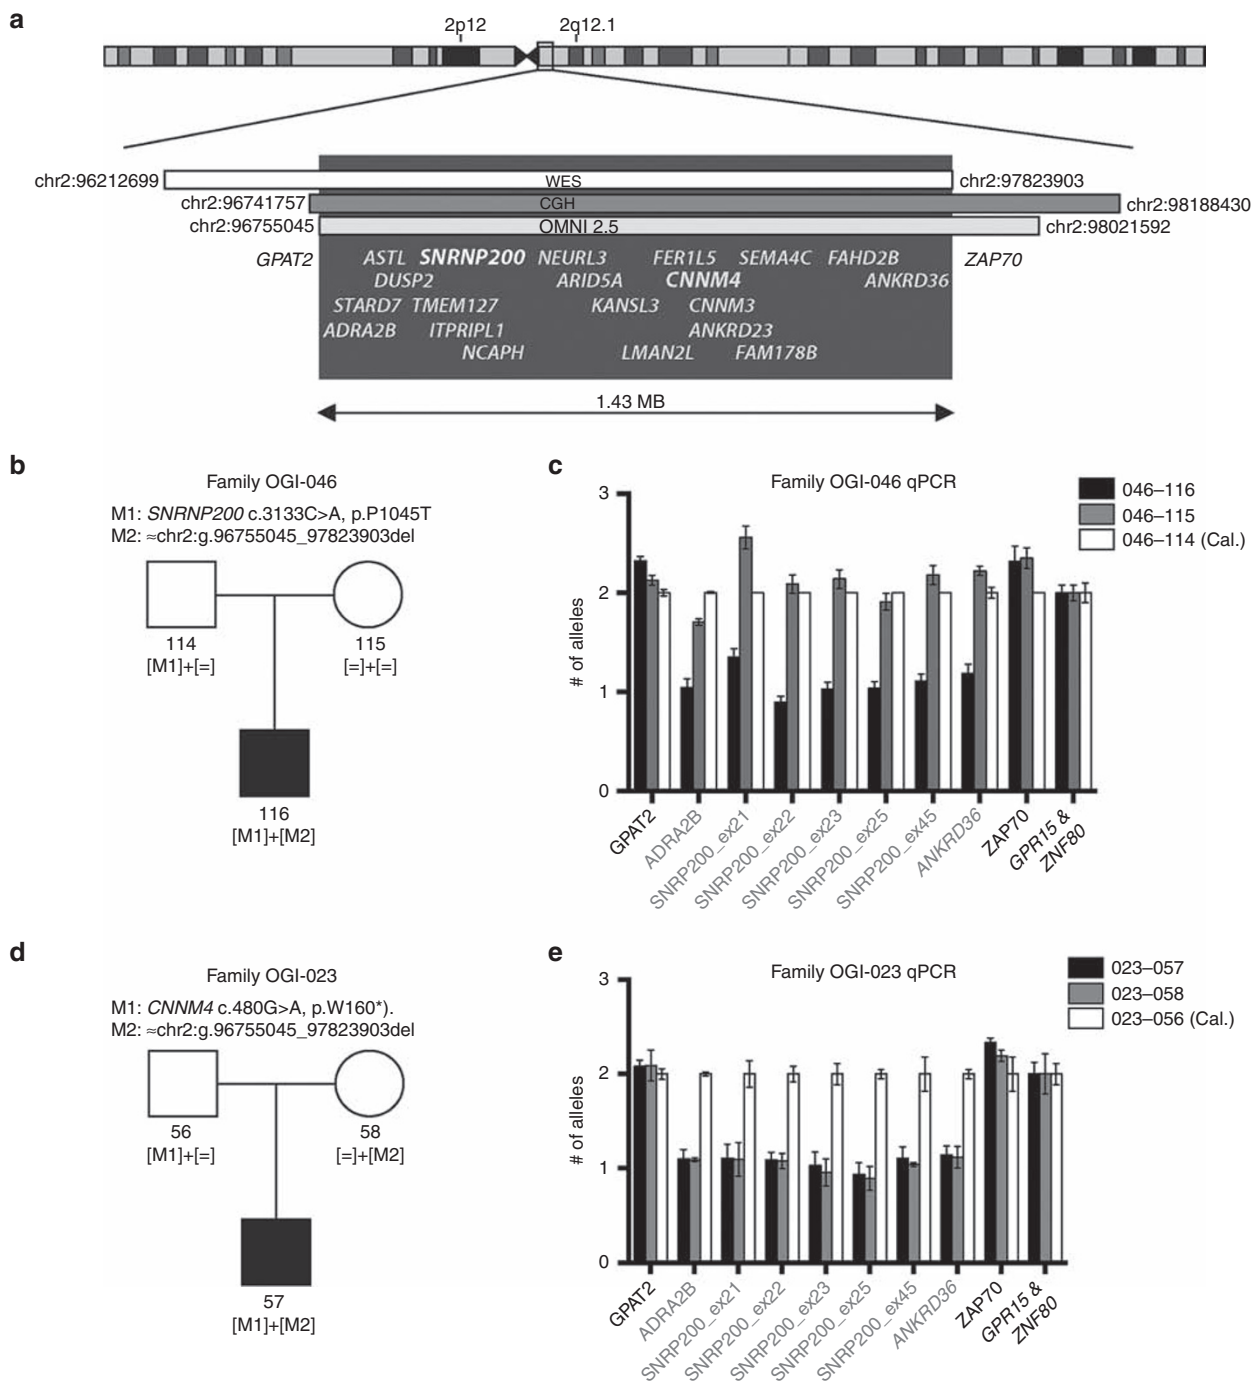 a
2p12 2q12.1
chr2:96212699 WES chr2:97823903
chr2:96741757 CGH chr2:98188430
chr2:96755045 OMNI 2.5 chr2:98021592
GPAT2 ASTL SNRNP200 NEURL3 FER1L5 SEMA4C FAHD2B ZAP70
DUSP2 ARID5A CNNM4 ANKRD36
STARD7 TMEM127 KANSL3 CNNM3
ADRA2B ITPRIPL1 ANKRD23
NCAPH LMAN2L FAM178B
1.43 MB
b
Family OGI-046
M1: SNRNP200 c.3133C>A, p.P1045T
M2: ≈chr2:g.96755045_97823903del
114 115
[M1]+[=] [=]+[=]
116
[M1]+[M2]
c
Family OGI-046 qPCR
046–116
046–115
046–114 (Cal.)
# of alleles
3
2
1
0
GPAT2
ADRA2B
SNRP200_ex21
SNRP200_ex22
SNRP200_ex23
SNRP200_ex25
SNRP200_ex45
ANKRD36
ZAP70
GPR15 &
ZNF80
d
Family OGI-023
M1: CNNM4 c.480G>A, p.W160*).
M2: ≈chr2:g.96755045_97823903del
56 58
[M1]+[=] [=]+[M2]
57
[M1]+[M2]
e
Family OGI-023 qPCR
023–057
023–058
023–056 (Cal.)
# of alleles
3
2
1
0
GPAT2
ADRA2B
SNRP200_ex21
SNRP200_ex22
SNRP200_ex23
SNRP200_ex25
SNRP200_ex45
ANKRD36
ZAP70
GPR15 &
ZNF80